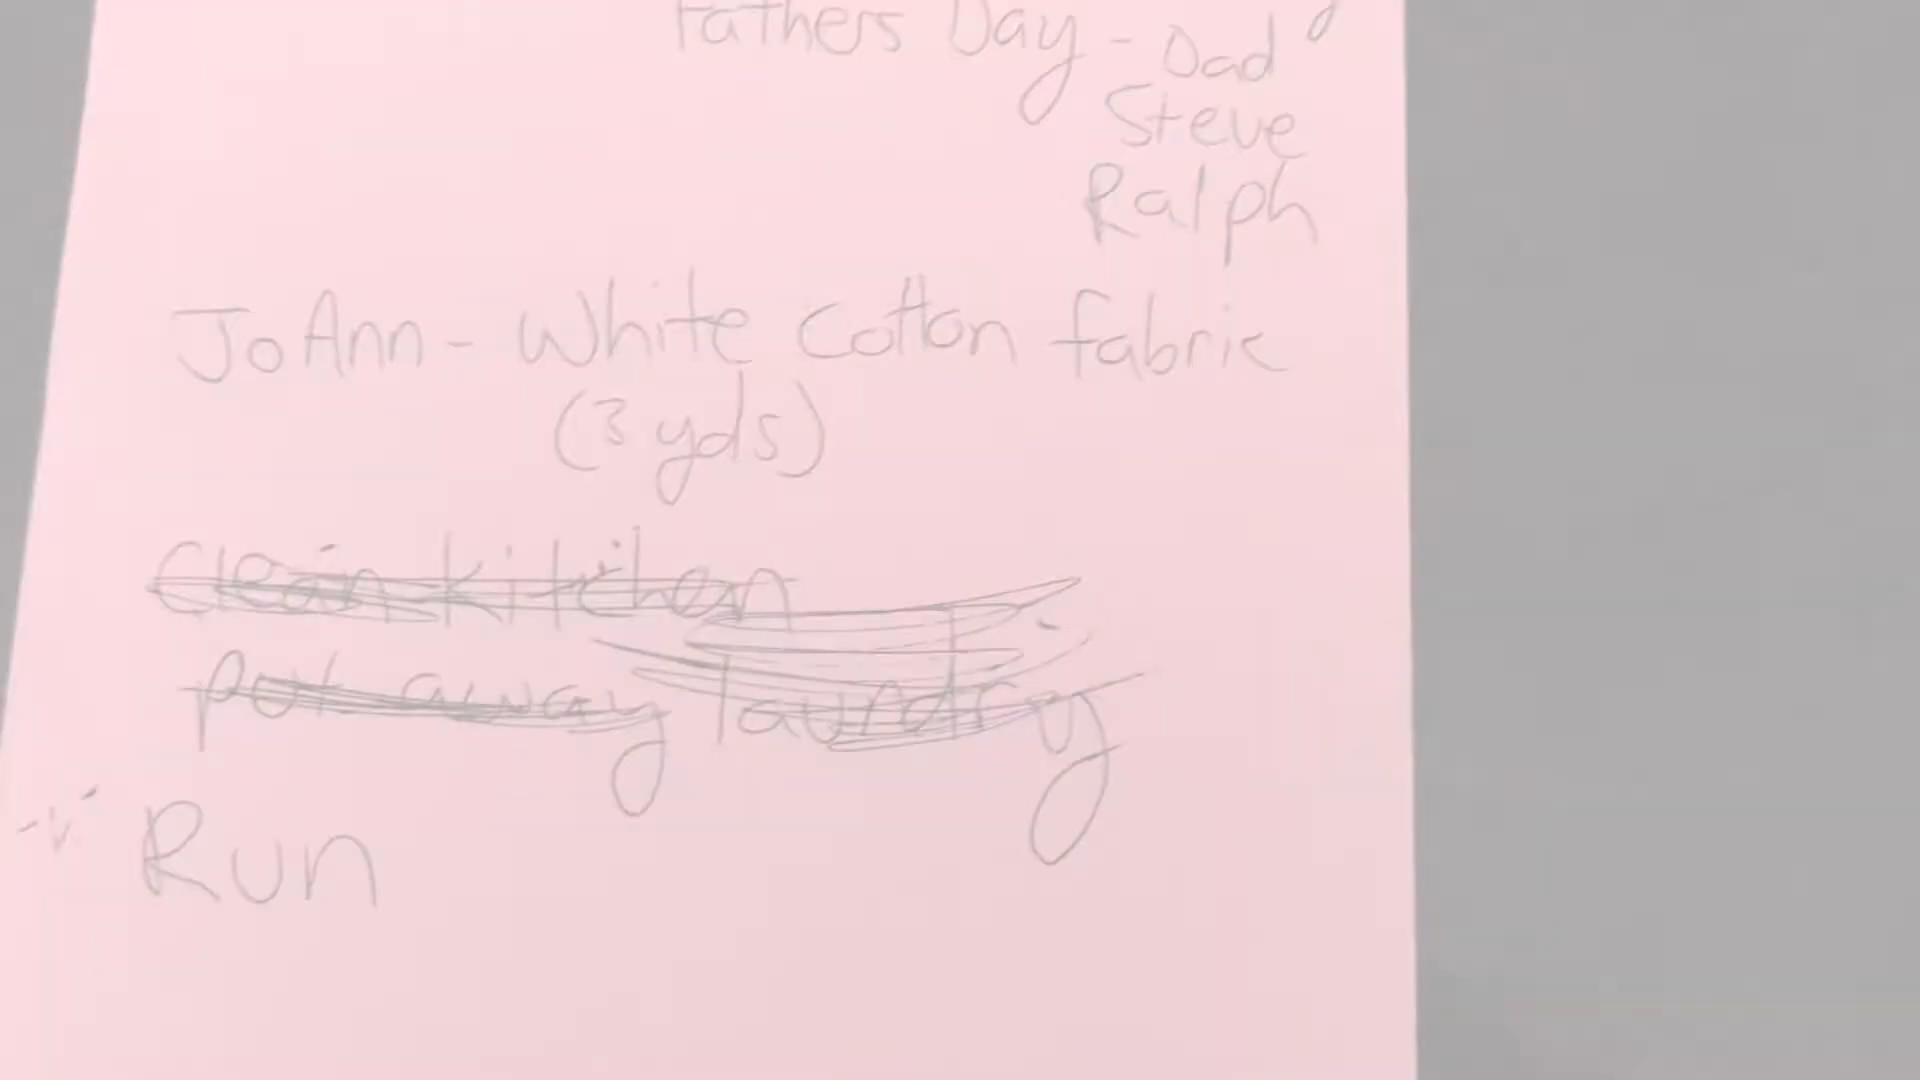 Fathers Day - Dad
Steve
Ralph
JoAnn - White Cotton fabric
(3 yds)
Clean kitchen
put away laundry
Run